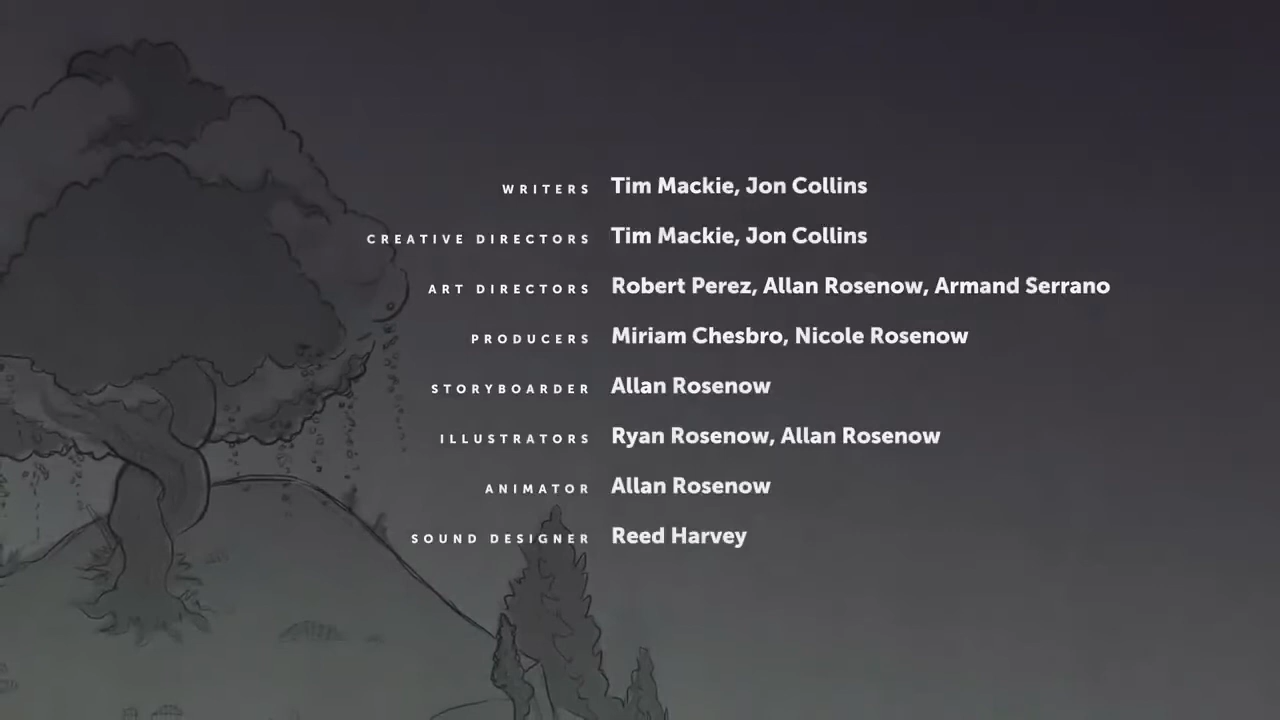 WRITERS Tim Mackie, Jon Collins
CREATIVE DIRECTORS Tim Mackie, Jon Collins
ART DIRECTORS Robert Perez, Allan Rosenow, Armand Serrano
PRODUCERS Miriam Chesbro, Nicole Rosenow
STORYBOARDER Allan Rosenow
ILLUSTRATORS Ryan Rosenow, Allan Rosenow
ANIMATOR Allan Rosenow
SOUND DESIGNER Reed Harvey